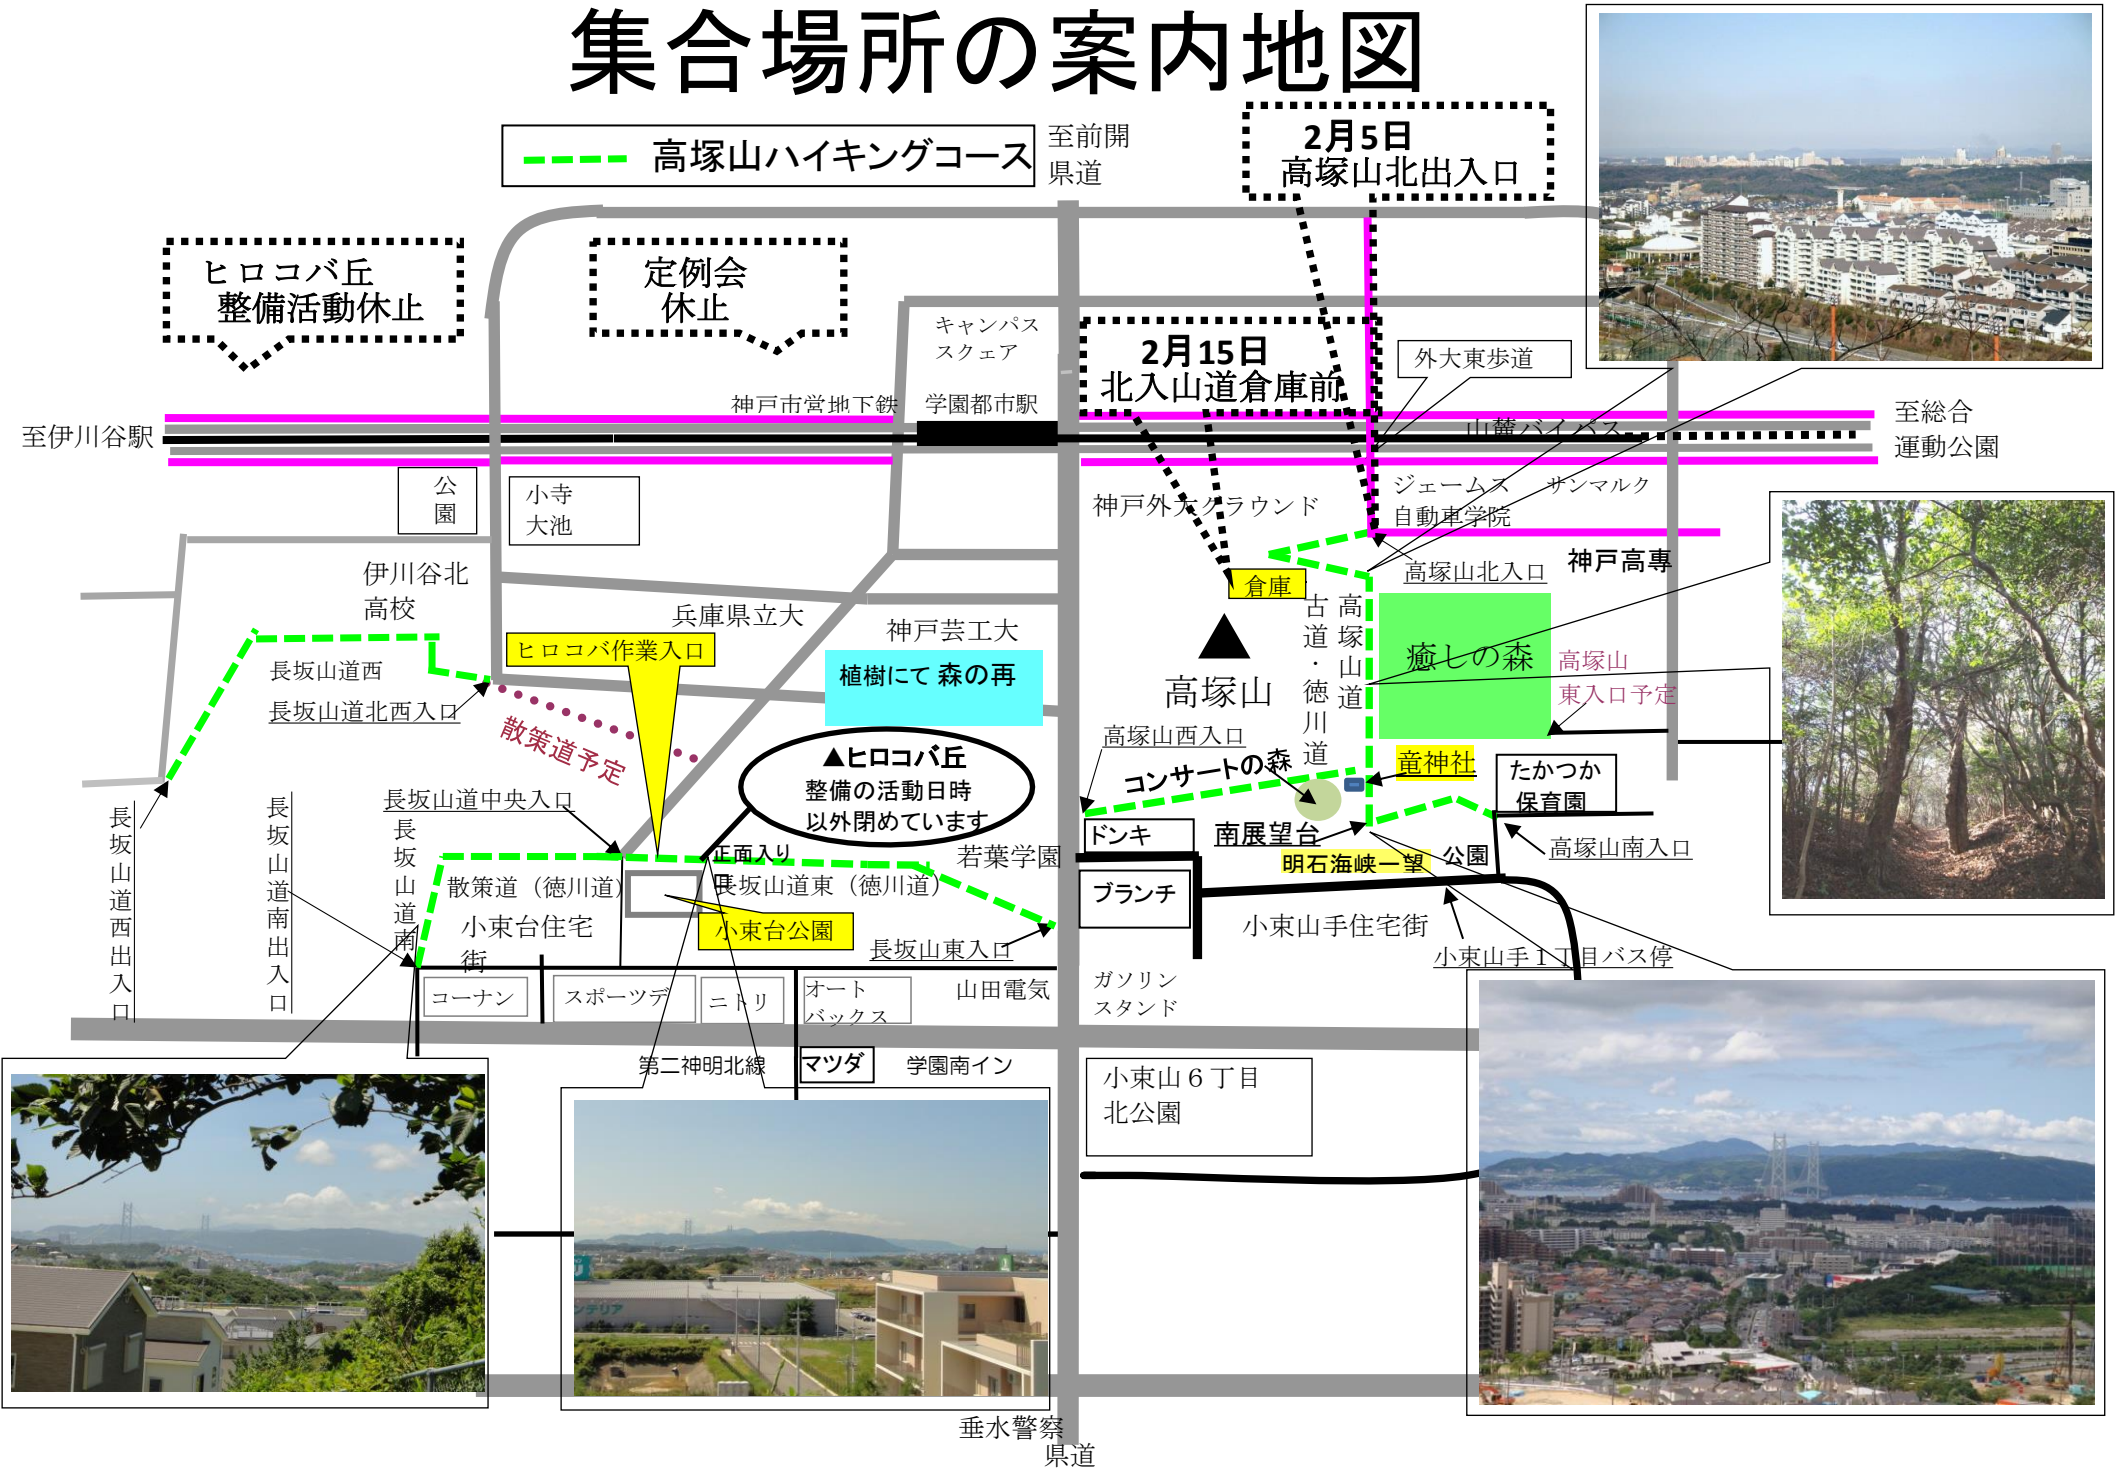 集合場所の案内地図
高塚山ハイキングコース
至前開
県道
2月5日
高塚山北出入口
ヒロコバ丘
整備活動休止
定例会
休止
キャンパス
スクェア
2月15日
北入山道倉庫前
外大東歩道
神戸市営地下鉄
学園都市駅
至伊川谷駅
山麓バイパス
至総合
運動公園
公
園
小寺
大池
神戸外大グラウンド
ジェームス
自動車学院
サンマルク
伊川谷北
高校
兵庫県立大
神戸芸工大
倉庫
高塚山北入口
神戸高専
ヒロコバ作業入口
長坂山道西
長坂山道北西入口
散策道予定
植樹にて 森の再
高塚山
古道・徳川道
高塚山道
癒しの森
高塚山
東入口予定
高塚山西入口
コンサートの森
竜神社
たかつか
保育園
▲ヒロコバ丘
整備の活動日時
以外閉めています
長坂山道中央入口
長坂山道西出入口
長坂山道南出入口
長坂山道南
正面入り
口
若葉学園
ドンキ
南展望台
明石海峡一望
公園
高塚山南入口
散策道（徳川道）
長坂山道東（徳川道）
ブランチ
小束台住宅
街
小束台公園
長坂山東入口
小束山手住宅街
小束山手１丁目バス停
コーナン
スポーツデ
ニトリ
オート
バックス
山田電気
ガソリン
スタンド
第二神明北線
マツダ
学園南イン
小束山６丁目
北公園
ンテリア
垂水警察
県道